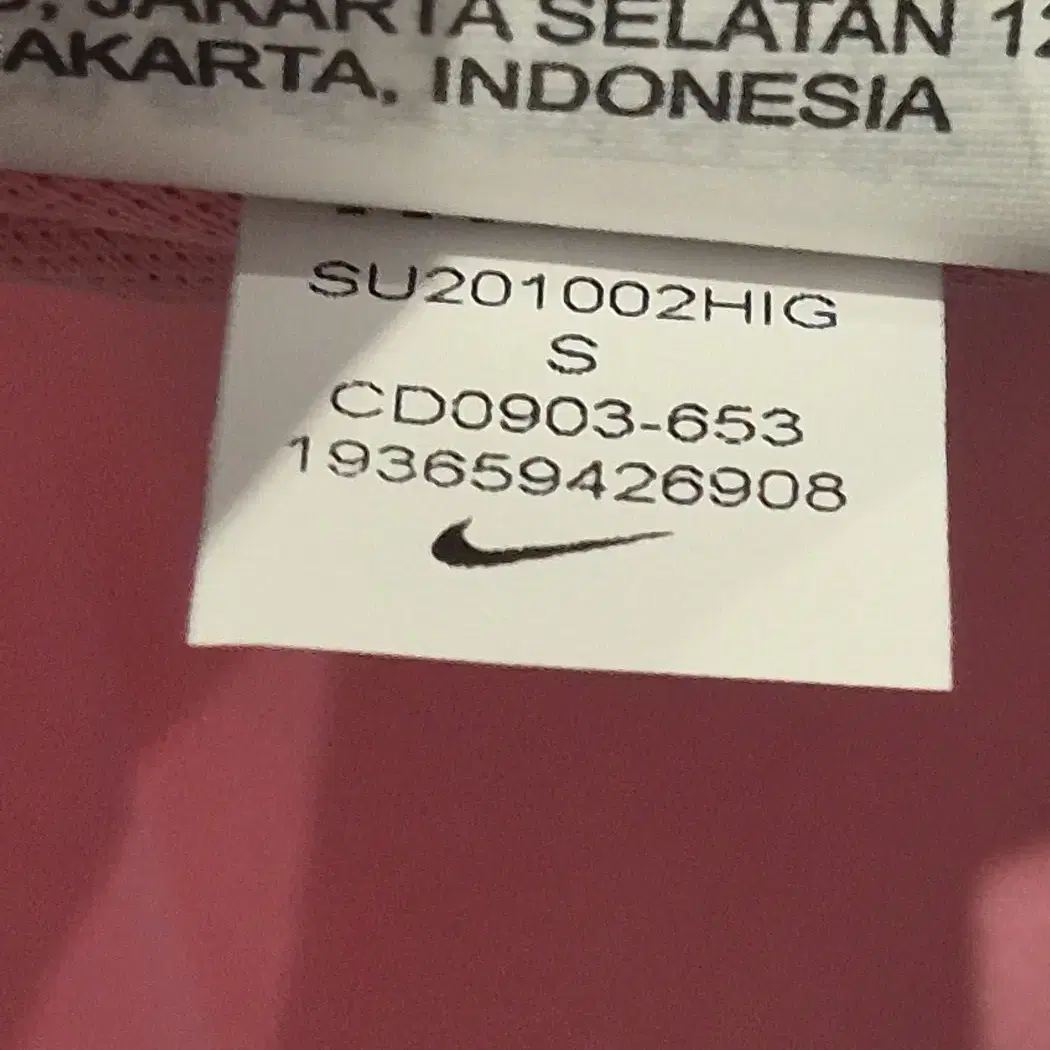 JAKARTA SELATAN
AKARTA, INDONESIA
SU201002HIG
S
CD0903-653
193659426908